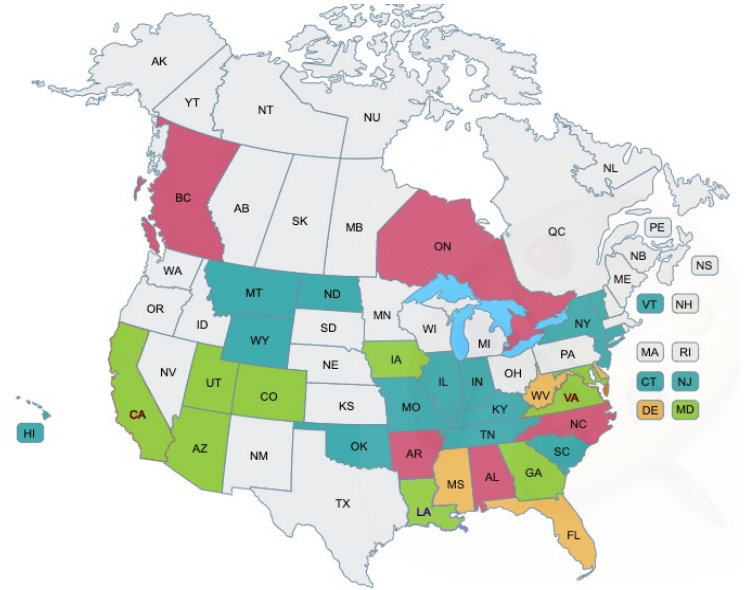 AK
YT
NT
NU
NL
BC
AB
SK
MB
ON
QC
PE
NB
NS
ME
WA
MT
ND
MN
VT
NH
OR
ID
SD
WI
MI
NY
WY
MA
RI
NE
IA
PA
NV
UT
CO
IL
IN
OH
CT
NJ
CA
KS
MO
KY
WV
VA
DE
MD
HI
AZ
NM
OK
TN
NC
AR
SC
MS
AL
GA
TX
LA
FL